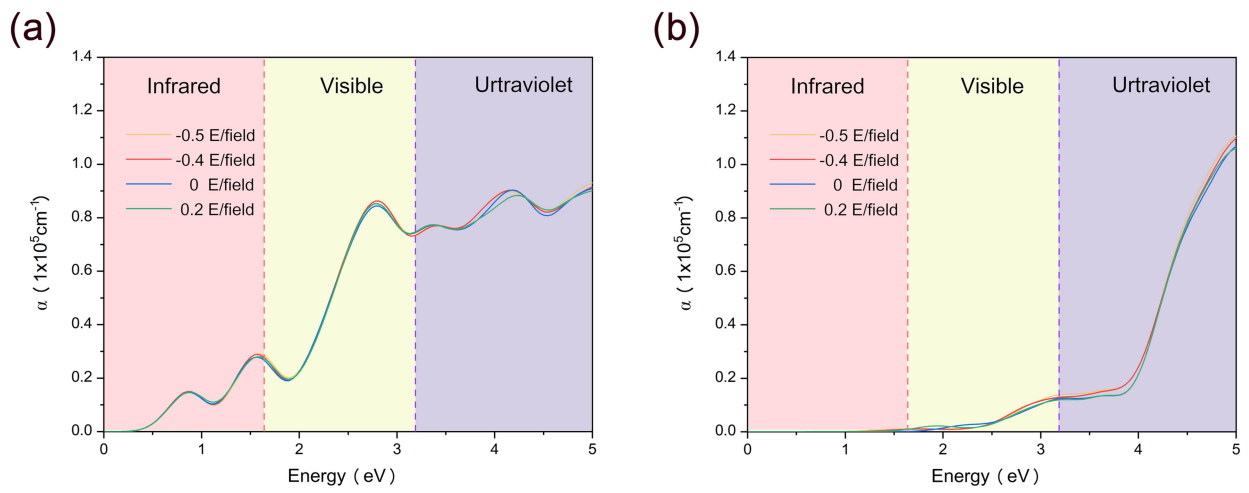 (a)
1.4
1.2
1.0
0.8
0.6
0.4
0.2
0.0
α ( 1x10⁵cm⁻¹)
Infrared
Visible
Urtraviolet
-0.5 E/field
-0.4 E/field
0 E/field
0.2 E/field
0 1 2 3 4 5
Energy ( eV )
(b)
1.4
1.2
1.0
0.8
0.6
0.4
0.2
0.0
α ( 1x10⁵cm⁻¹)
Infrared
Visible
Urtraviolet
-0.5 E/field
-0.4 E/field
0 E/field
0.2 E/field
0 1 2 3 4 5
Energy ( eV )